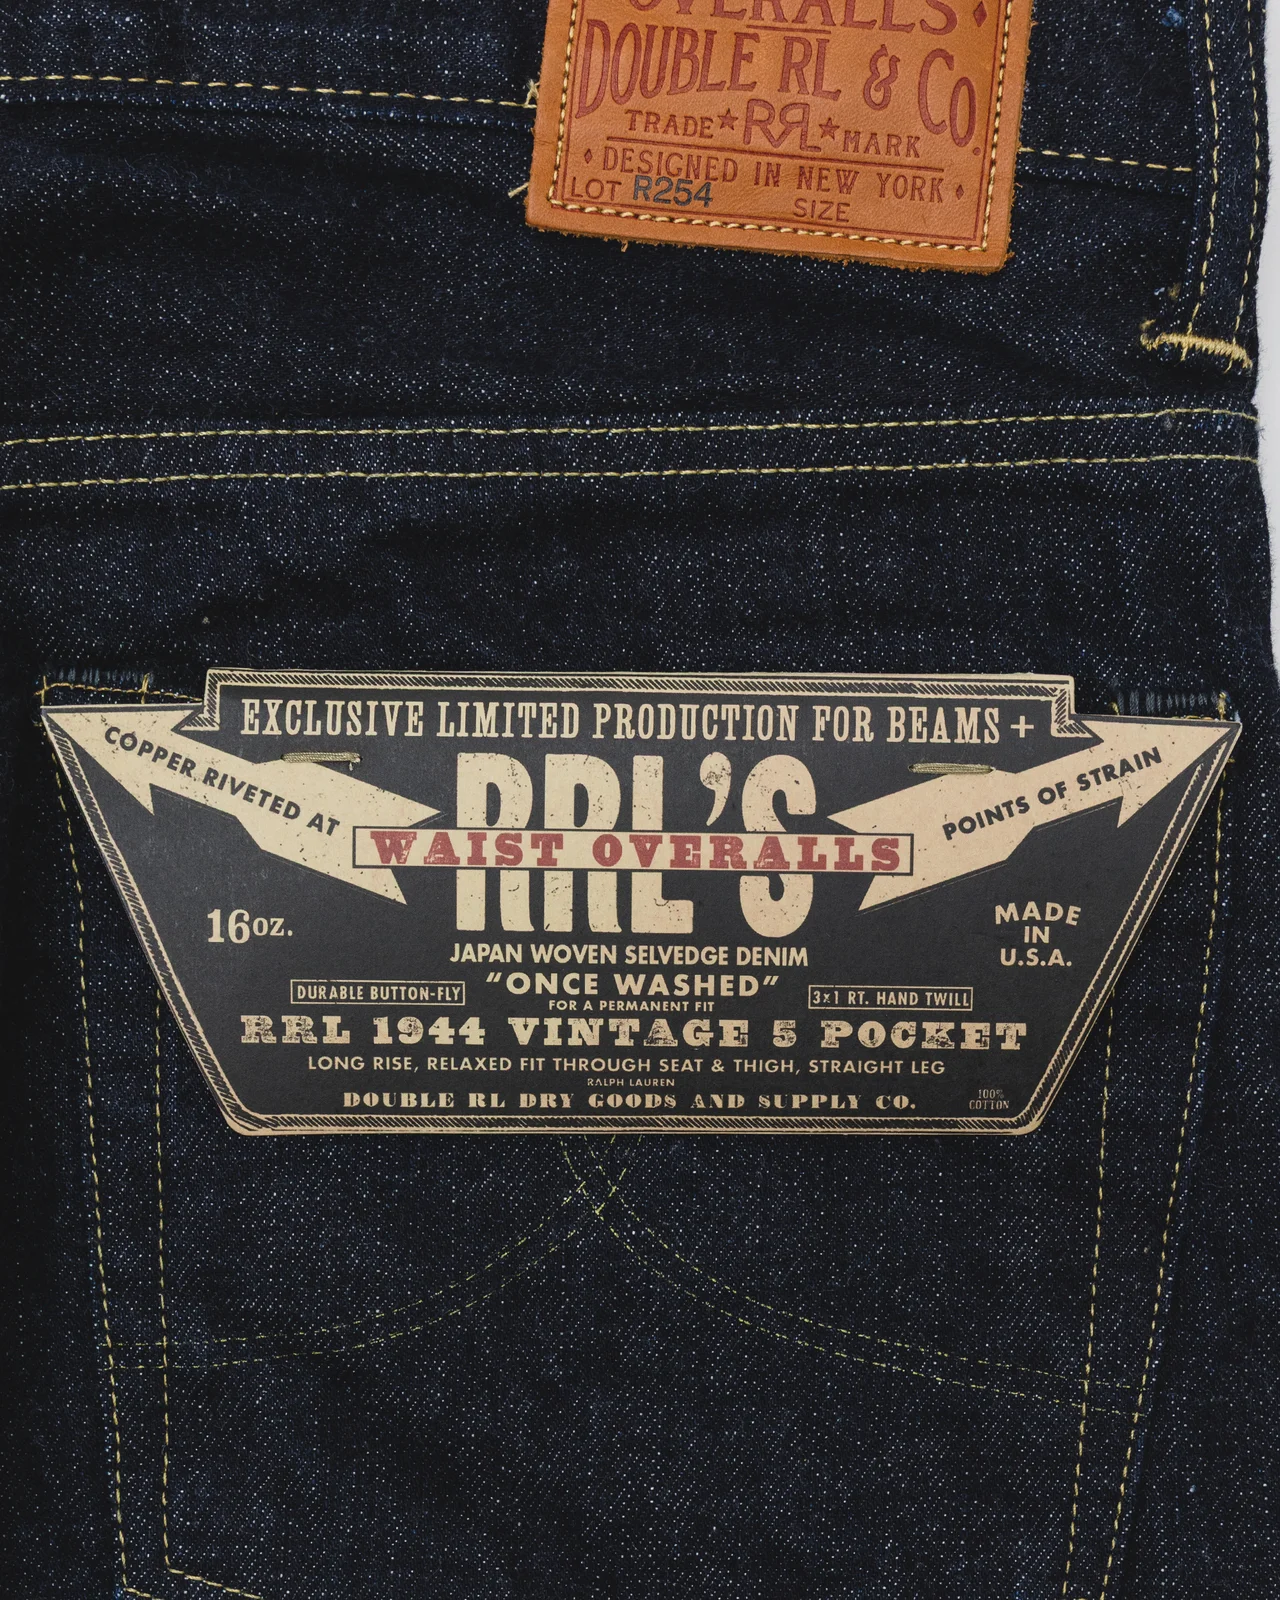 OVERALLS
DOUBLE RL & CO.
TRADE ★ RRL ★ MARK
DESIGNED IN NEW YORK
LOT R254
SIZE
EXCLUSIVE LIMITED PRODUCTION FOR BEAMS +
COPPER RIVETED AT
POINTS OF STRAIN
RRL'S
WAIST OVERALLS
16oz.
MADE
IN
U.S.A.
JAPAN WOVEN SELVEDGE DENIM
"ONCE WASHED"
FOR A PERMANENT FIT
DURABLE BUTTON-FLY
3x1 RT. HAND TWILL
RRL 1944 VINTAGE 5 POCKET
LONG RISE, RELAXED FIT THROUGH SEAT & THIGH, STRAIGHT LEG
RALPH LAUREN
DOUBLE RL DRY GOODS AND SUPPLY CO.
100%
COTTON